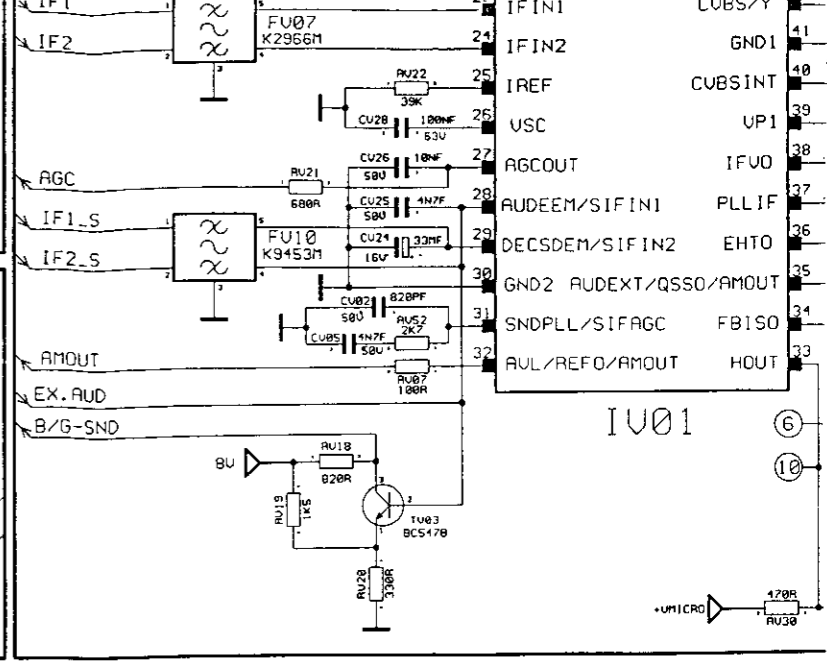 IF1
FV07
K2966M
IF2
23
IFIN1
CVBS/Y
24
IFIN2
GND1
41
RV22
39K
25
IREF
CVBSINT
40
CV28
100NF
63V
26
VSC
VP1
39
CV26
50V
10NF
27
AGCOUT
IFVO
38
AGC
RV21
680R
CV25
50V
4N7F
28
AUDEEM/SIFIN1
PLLIF
37
IF1_S
FV10
K9453M
CV24
16V
33MF
29
DECSDEM/SIFIN2
EHTO
36
IF2_S
30
GND2
AUDEXT/QSSO/AMOUT
35
CV02
50V
820PF
31
SNDPLL/SIFAGC
FBISO
34
CV05
4N7F
50V
RV52
2K7
32
AVL/REFO/AMOUT
HOUT
33
AMOUT
RV07
100R
EX.AUD
B/G-SND
IV01
6
10
8V
RV18
820R
RV19
1K5
TV03
BC547B
RV20
330R
+VMICRO
470R
RV30